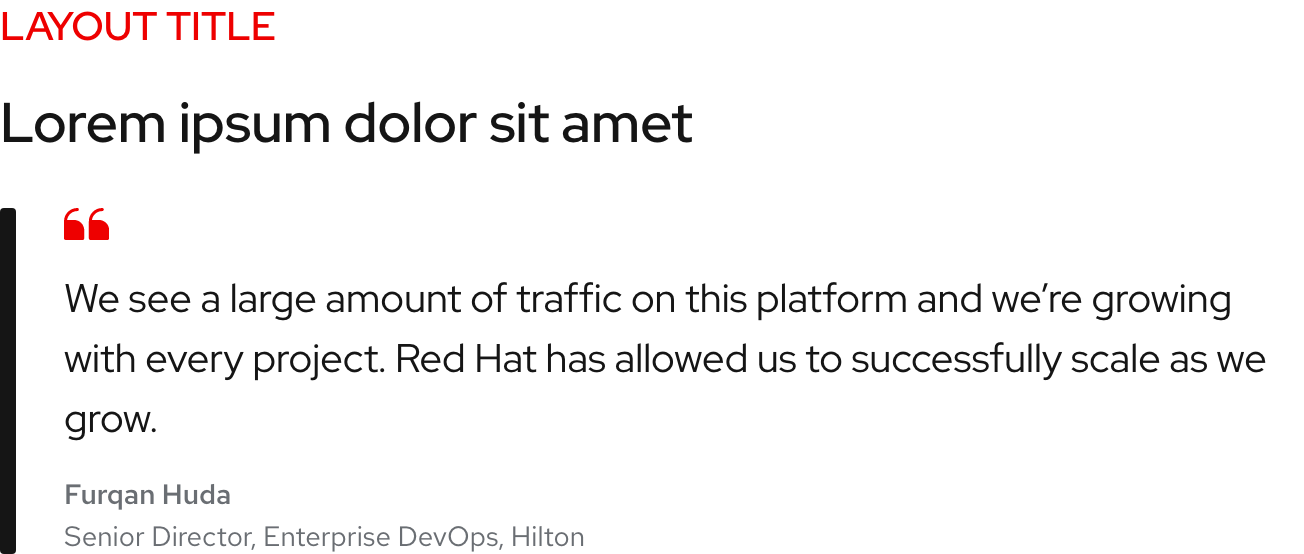 LAYOUT TITLE
Lorem ipsum dolor sit amet
❝
We see a large amount of traffic on this platform and we’re growing
with every project. Red Hat has allowed us to successfully scale as we
grow.
Furqan Huda
Senior Director, Enterprise DevOps, Hilton